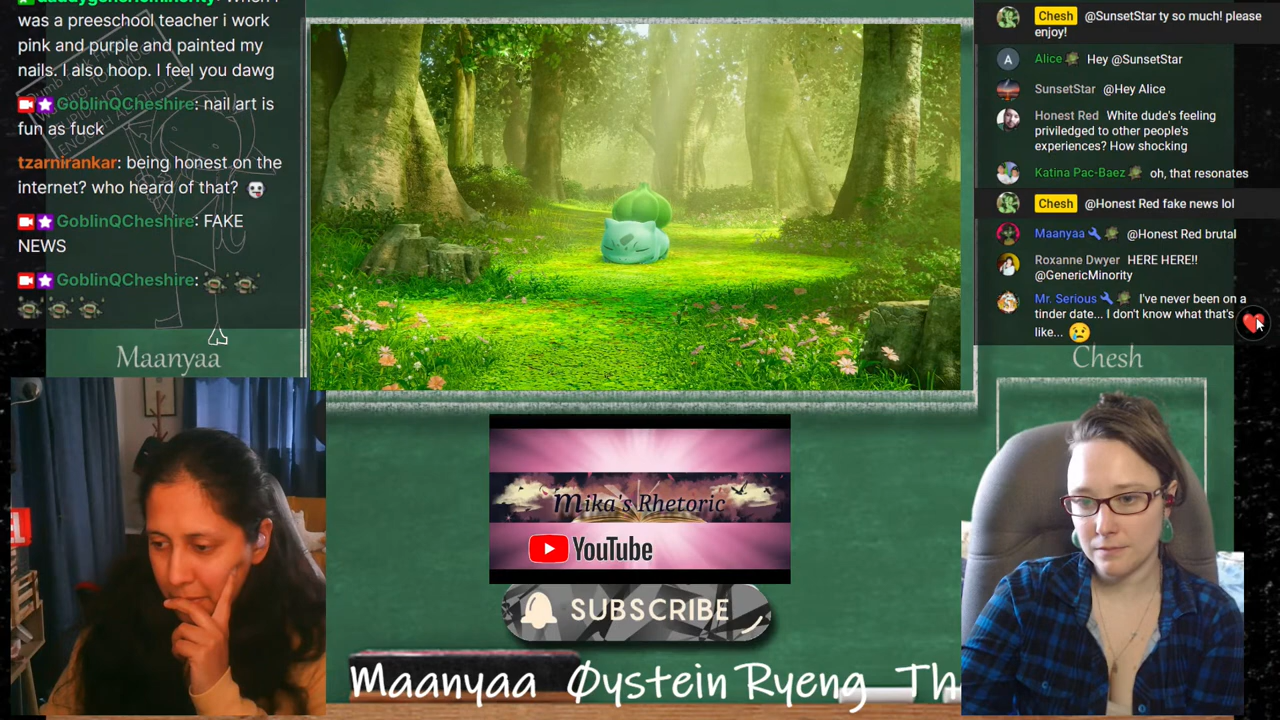 was a preschool teacher i work
pink and purple and painted my
nails. I also hoop. I feel you dawg
GoblinQCheshire: nail art is
fun as fuck
tzarnirankar: being honest on the
internet? who heard of that?
GoblinQCheshire: FAKE
NEWS
GoblinQCheshire:
Maanyaa
Mika's Rhetoric
YouTube
SUBSCRIBE
Maanyaa Øystein Ryeng Th
Chesh @SunsetStar ty so much! please
enjoy!
A
Alice Hey @SunsetStar
SunsetStar @Hey Alice
Honest Red White dude's feeling
priviledged to other people's
experiences? How shocking
Katina Pac-Baez oh, that resonates
Chesh @Honest Red fake news lol
Maanyaa @Honest Red brutal
Roxanne Dwyer HERE HERE!!
@GenericMinority
Mr. Serious I've never been on a
tinder date... I don't know what that's
like...
Chesh